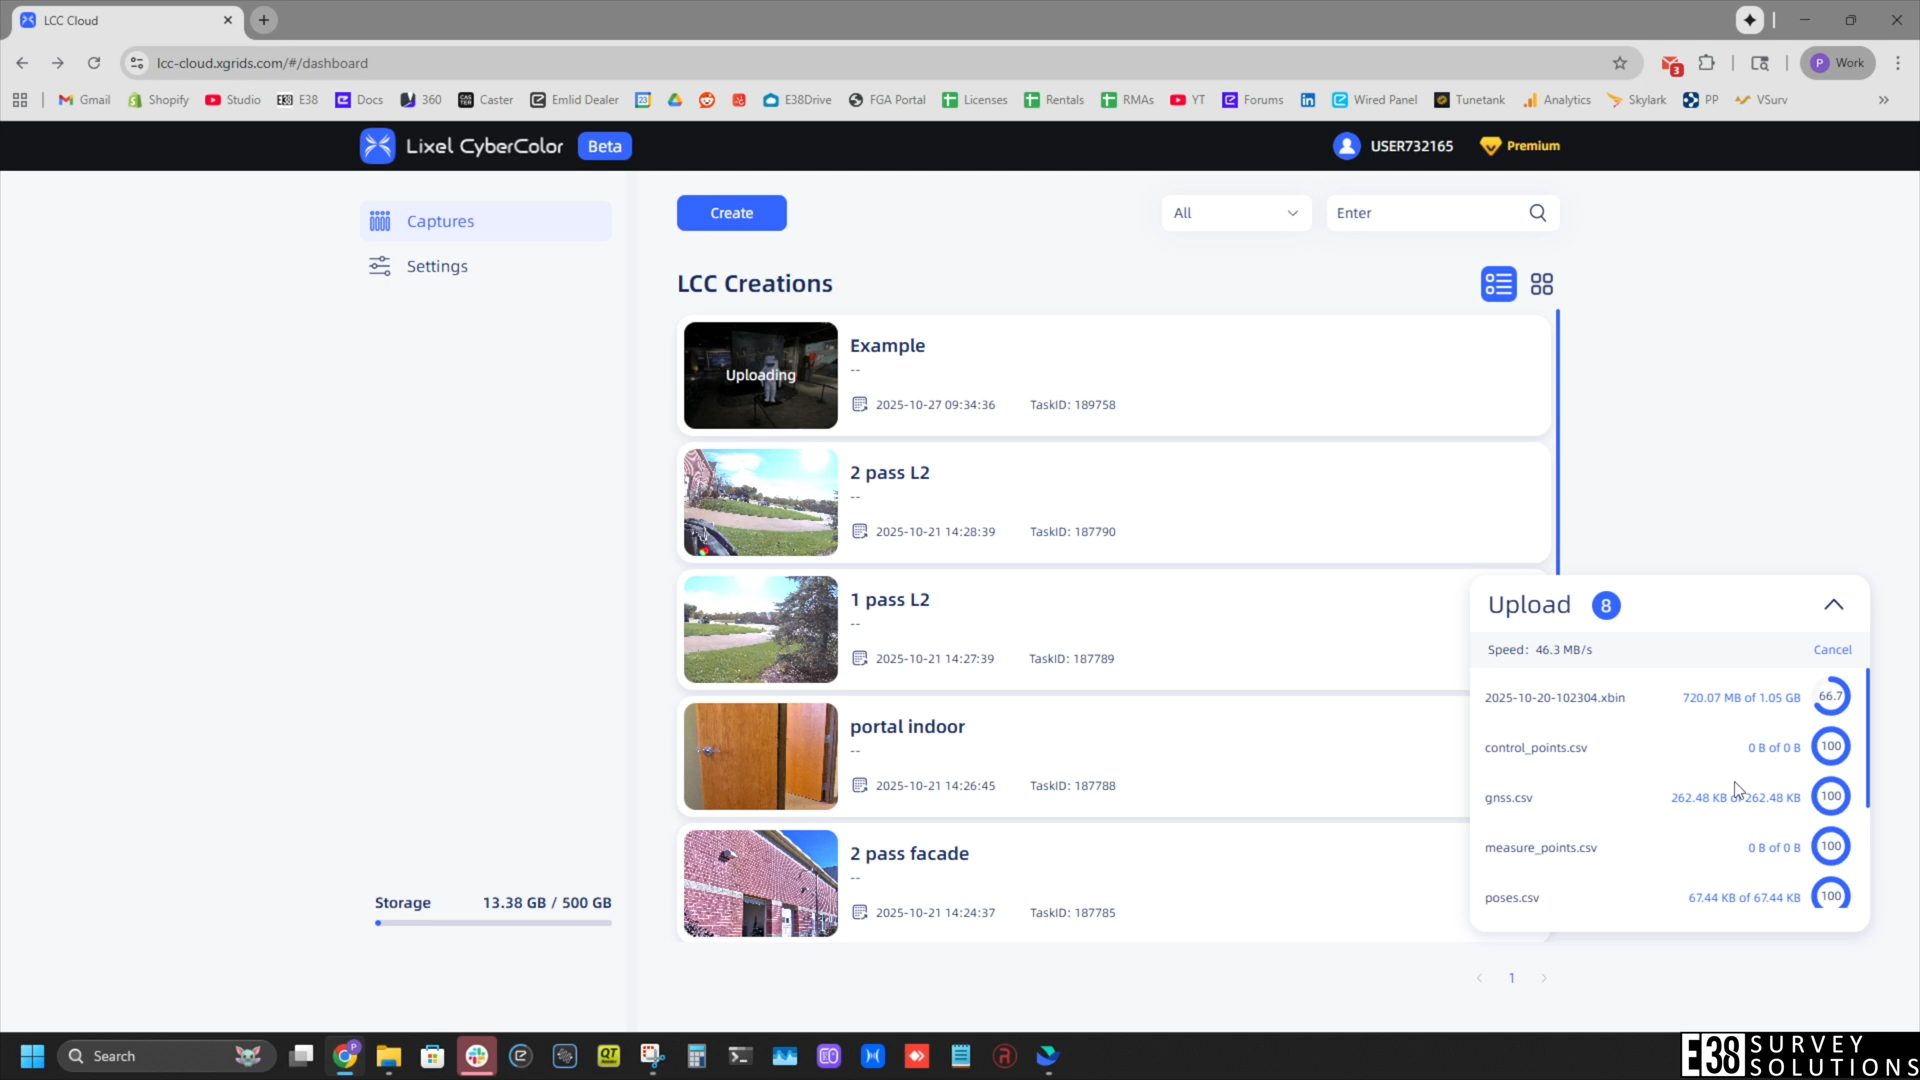 LCC Cloud
lcc-cloud.xgrids.com/#/dashboard
3
P Work
Gmail Shopify Studio E38 E38 Docs 360 CASTER Caster Emlid Dealer 23 E38Drive FGA Portal Licenses Rentals RMAs YT Forums Wired Panel Tunetank Analytics Skylark PP VSurv
Lixel CyberColor Beta
USER732165 Premium
Captures
Settings
Storage 13.38 GB / 500 GB
Create
All
Enter
LCC Creations
Uploading
Example
--
2025-10-27 09:34:36 TaskID: 189758
2 pass L2
--
2025-10-21 14:28:39 TaskID: 187790
1 pass L2
--
2025-10-21 14:27:39 TaskID: 187789
portal indoor
--
2025-10-21 14:26:45 TaskID: 187788
2 pass facade
--
2025-10-21 14:24:37 TaskID: 187785
1
Upload 8
Speed: 46.3 MB/s Cancel
2025-10-20-102304.xbin 720.07 MB of 1.05 GB 66.7
control_points.csv 0 B of 0 B 100
gnss.csv 262.48 KB of 262.48 KB 100
measure_points.csv 0 B of 0 B 100
poses.csv 67.44 KB of 67.44 KB 100
Search
P
QT
E38 SURVEY
SOLUTIONS